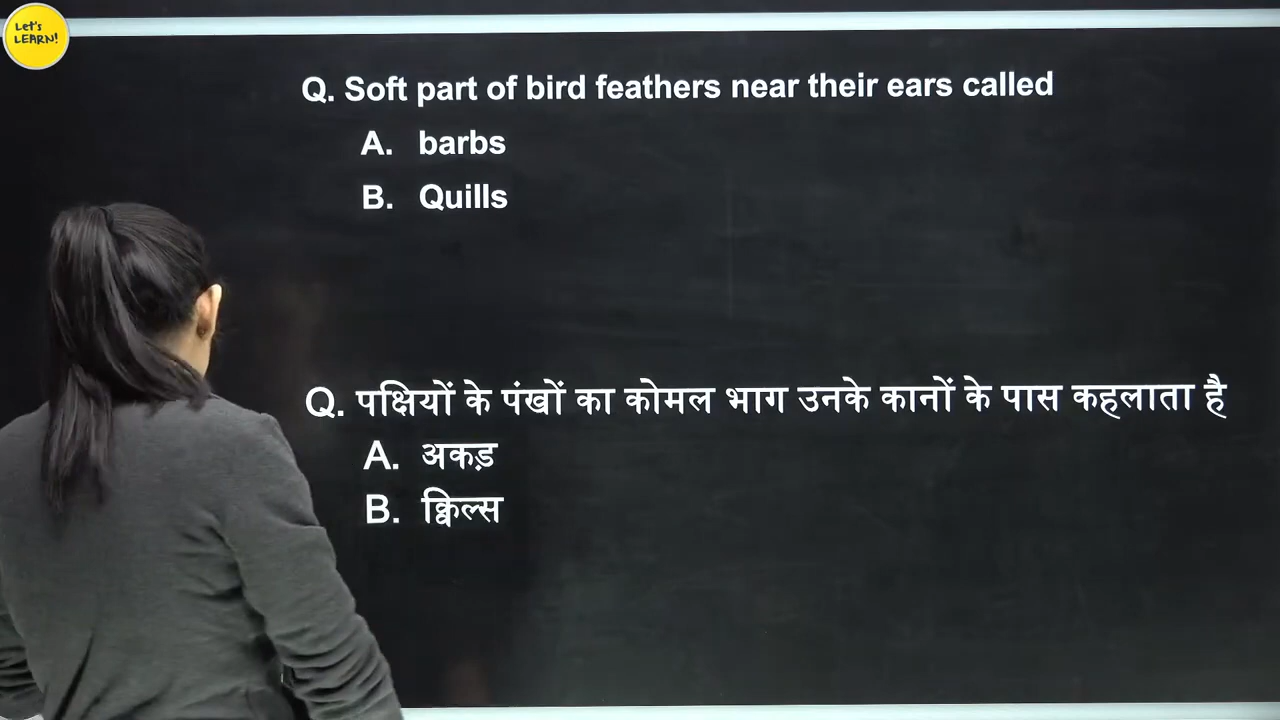 Let's
LEARN!
Q. Soft part of bird feathers near their ears called
A. barbs
B. Quills
Q. पक्षियों के पंखों का कोमल भाग उनके कानों के पास कहलाता है
A. अकड़
B. क्विल्स